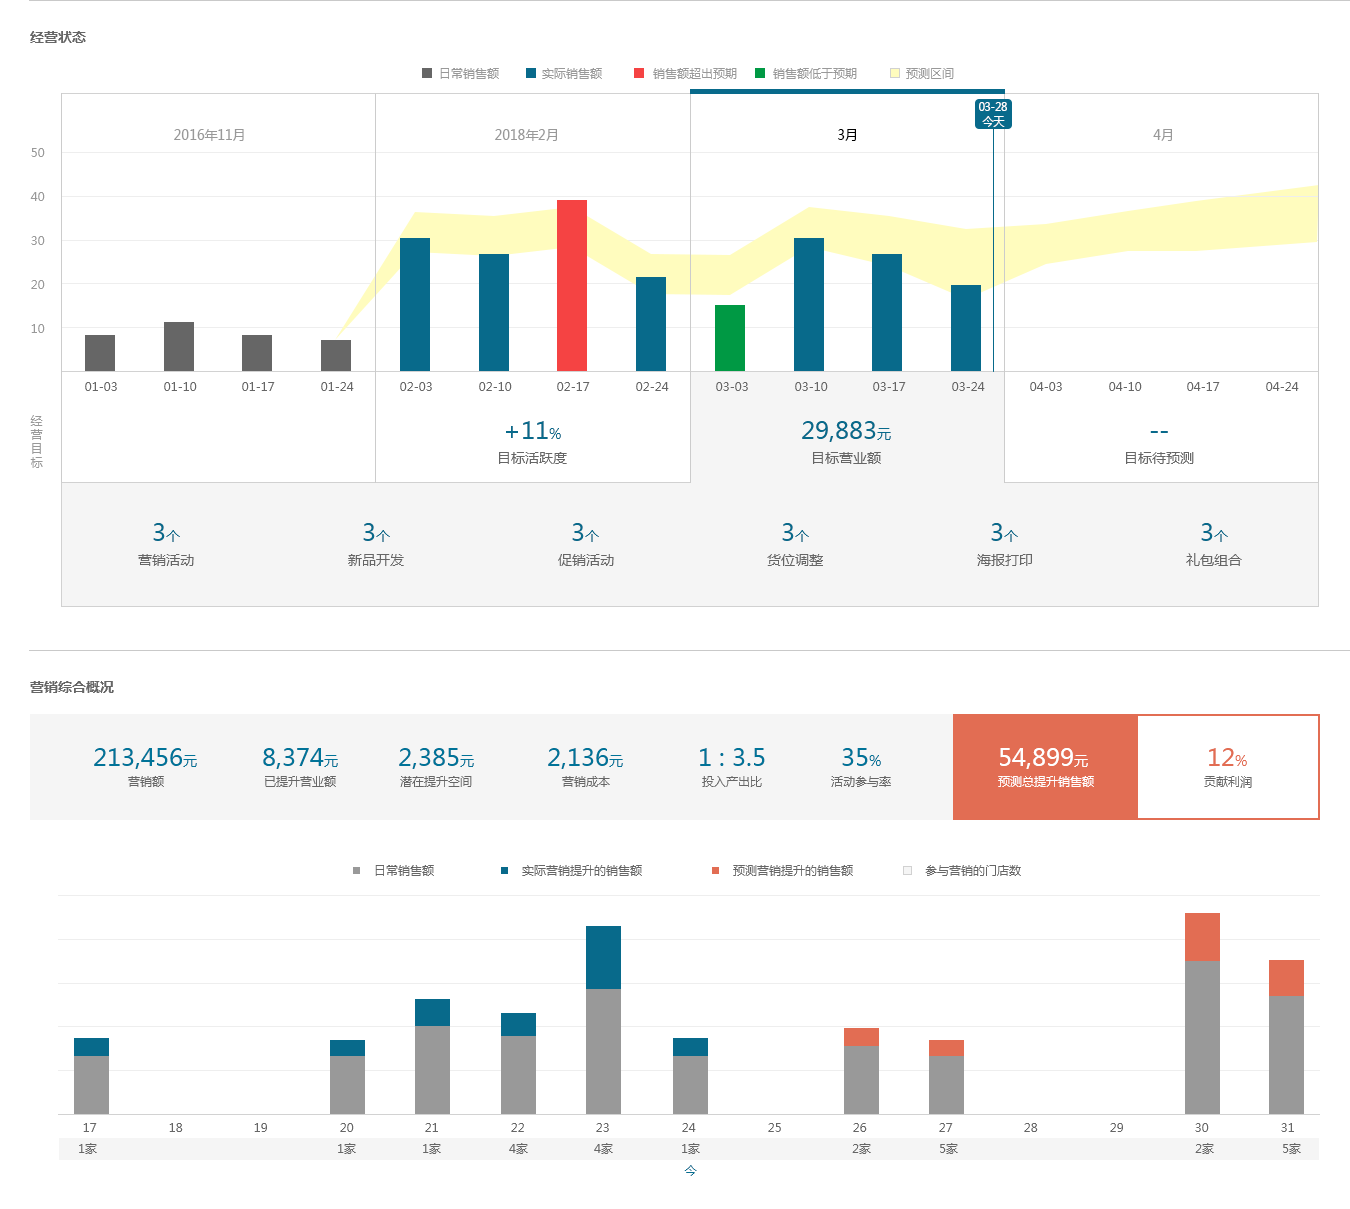 经营状态
日常销售额 实际销售额 销售额超出预期 销售额低于预期 预测区间
03-28
今天
2016年11月 2018年2月 3月 4月
50
40
30
20
10
01-03 01-10 01-17 01-24 02-03 02-10 02-17 02-24 03-03 03-10 03-17 03-24 04-03 04-10 04-17 04-24
经营目标
+11% 29,883元 --
目标活跃度 目标营业额 目标待预测
3个 3个 3个 3个 3个 3个
营销活动 新品开发 促销活动 货位调整 海报打印 礼包组合
营销综合概况
213,456元 8,374元 2,385元 2,136元 1 : 3.5 35% 54,899元 12%
营销额 已提升营业额 潜在提升空间 营销成本 投入产出比 活动参与率 预测总提升销售额 贡献利润
日常销售额 实际营销提升的销售额 预测营销提升的销售额 参与营销的门店数
17 18 19 20 21 22 23 24 25 26 27 28 29 30 31
1家 1家 1家 4家 4家 1家 2家 5家 2家 5家
今